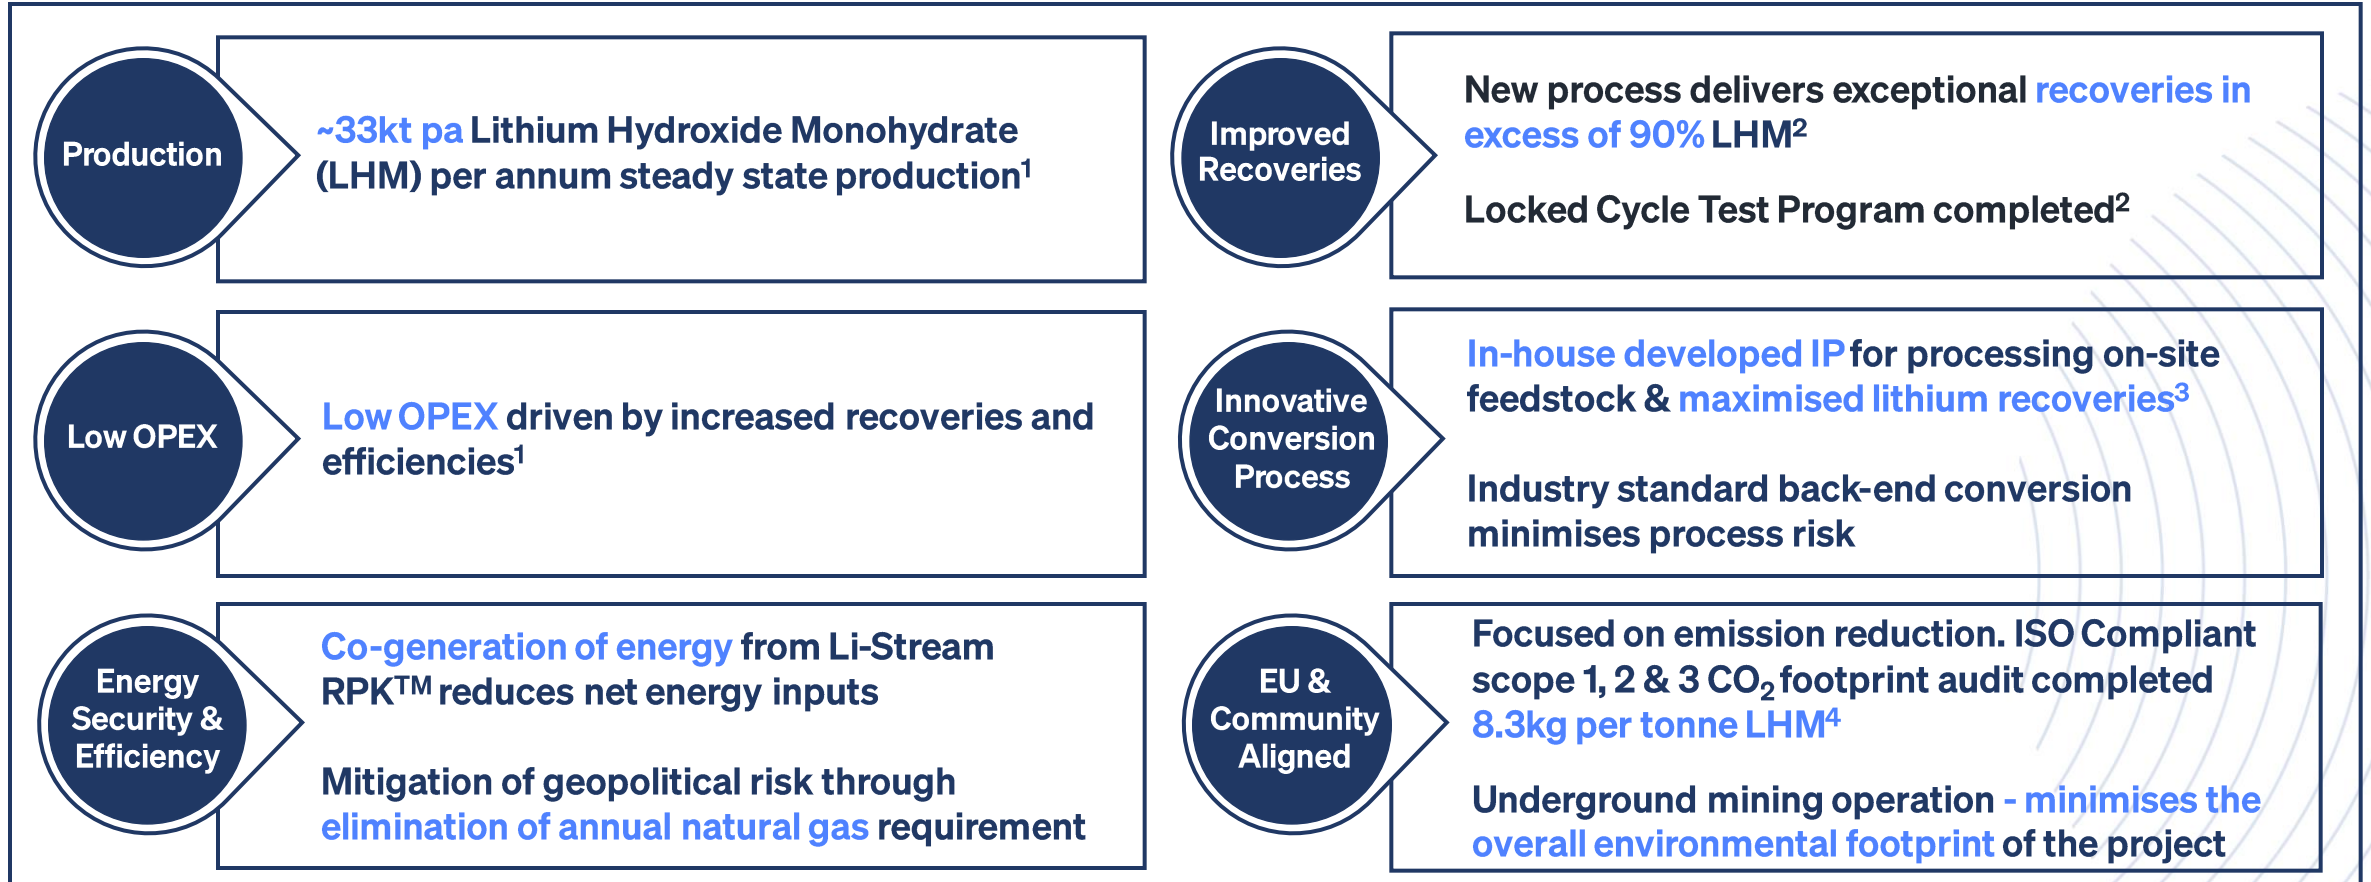 Production
~33kt pa Lithium Hydroxide Monohydrate
(LHM) per annum steady state production¹
Improved
Recoveries
New process delivers exceptional recoveries in
excess of 90% LHM²
Locked Cycle Test Program completed²
Low OPEX
Low OPEX driven by increased recoveries and
efficiencies¹
Innovative
Conversion
Process
In-house developed IP for processing on-site
feedstock & maximised lithium recoveries³
Industry standard back-end conversion
minimises process risk
Energy
Security &
Efficiency
Co-generation of energy from Li-Stream
RPK™ reduces net energy inputs
Mitigation of geopolitical risk through
elimination of annual natural gas requirement
EU &
Community
Aligned
Focused on emission reduction. ISO Compliant
scope 1, 2 & 3 CO₂ footprint audit completed
8.3kg per tonne LHM⁴
Underground mining operation - minimises the
overall environmental footprint of the project